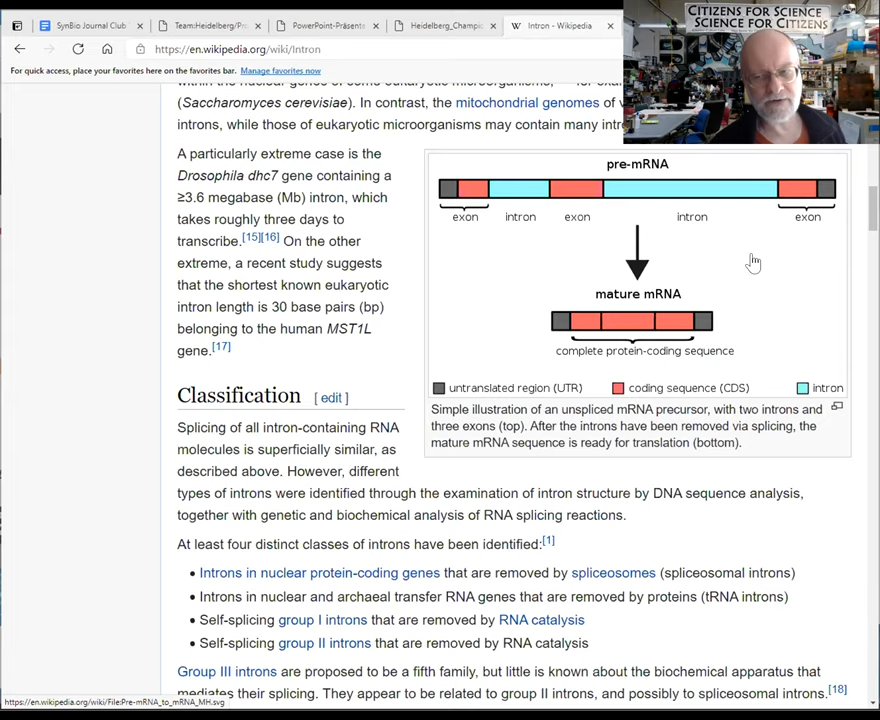 SynBio Journal Club
Team:Heidelberg/Pro
PowerPoint-Präsenta
Heidelberg_Champi
W Intron - Wikipedia
https://en.wikipedia.org/wiki/Intron
For quick access, place your favorites here on the favorites bar. Manage favorites now
CITIZENS FOR SCIENCE
SCIENCE FOR CITIZENS
(Saccharomyces cerevisiae). In contrast, the mitochondrial genomes of v
introns, while those of eukaryotic microorganisms may contain many intr
A particularly extreme case is the
Drosophila dhc7 gene containing a
≥3.6 megabase (Mb) intron, which
takes roughly three days to
transcribe.[15][16] On the other
extreme, a recent study suggests
that the shortest known eukaryotic
intron length is 30 base pairs (bp)
belonging to the human MST1L
gene.[17]
pre-mRNA
exon intron exon intron exon
mature mRNA
complete protein-coding sequence
untranslated region (UTR) coding sequence (CDS) intron
Simple illustration of an unspliced mRNA precursor, with two introns and
three exons (top). After the introns have been removed via splicing, the
mature mRNA sequence is ready for translation (bottom).
Classification [ edit ]
Splicing of all intron-containing RNA
molecules is superficially similar, as
described above. However, different
types of introns were identified through the examination of intron structure by DNA sequence analysis,
together with genetic and biochemical analysis of RNA splicing reactions.
At least four distinct classes of introns have been identified:[1]
• Introns in nuclear protein-coding genes that are removed by spliceosomes (spliceosomal introns)
• Introns in nuclear and archaeal transfer RNA genes that are removed by proteins (tRNA introns)
• Self-splicing group I introns that are removed by RNA catalysis
• Self-splicing group II introns that are removed by RNA catalysis
Group III introns are proposed to be a fifth family, but little is known about the biochemical apparatus that
mediates their splicing. They appear to be related to group II introns, and possibly to spliceosomal introns.[18]
https://en.wikipedia.org/wiki/File:Pre-mRNA_to_mRNA_MH.svg